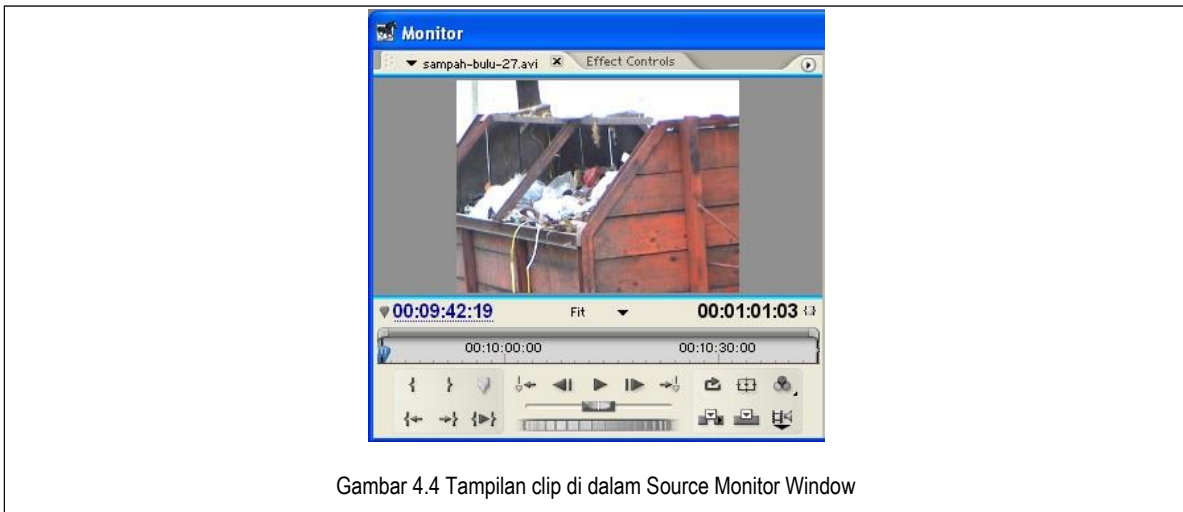 Monitor
sampah-bulu-27.avi Effect Controls
00:09:42:19 Fit 00:01:01:03
00:10:00:00 00:10:30:00
Gambar 4.4 Tampilan clip di dalam Source Monitor Window